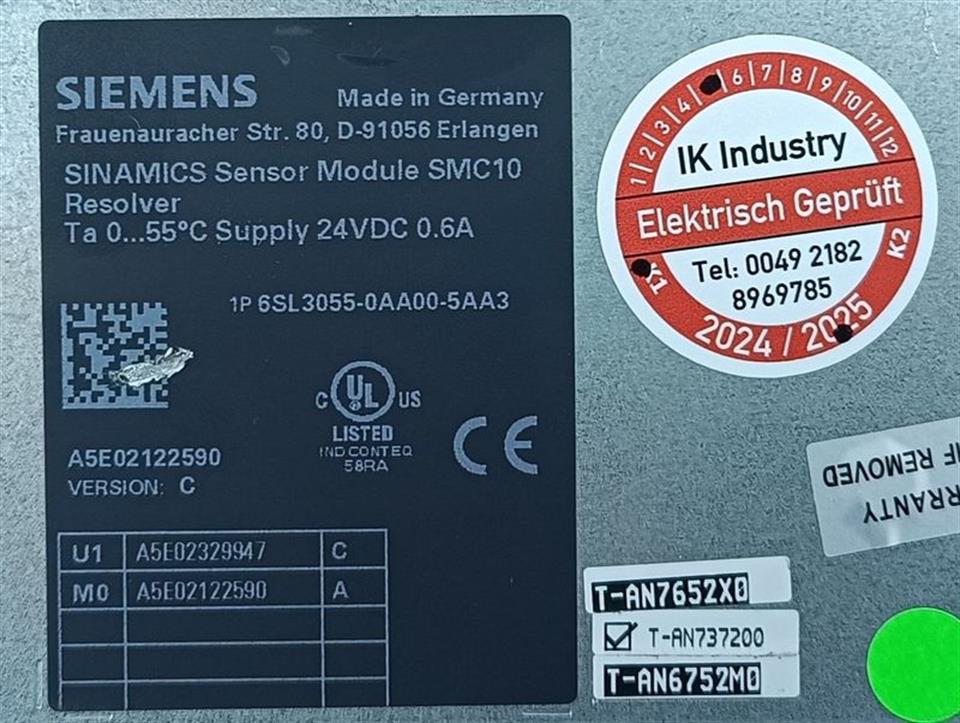 SIEMENS
Made in Germany
Frauenauracher Str. 80, D-91056 Erlangen
SINAMICS Sensor Module SMC10
Resolver
Ta 0...55°C Supply 24VDC 0.6A
1P 6SL3055-0AA00-5AA3
C UL US
LISTED
IND CONT EQ
58RA
CE
A5E02122590
VERSION: C
U1 A5E02329947 C
M0 A5E02122590 A
1 | 2 | 3 | 4 | 6 | 7 | 8 | 9 | 10 | 11 | 12
IK Industry
Elektrisch Geprüft
Tel: 0049 2182
8969785
X1 K2
2024 / 2025
IF REMOVED
T-AN7652X0
T-AN737200
T-AN6752M0